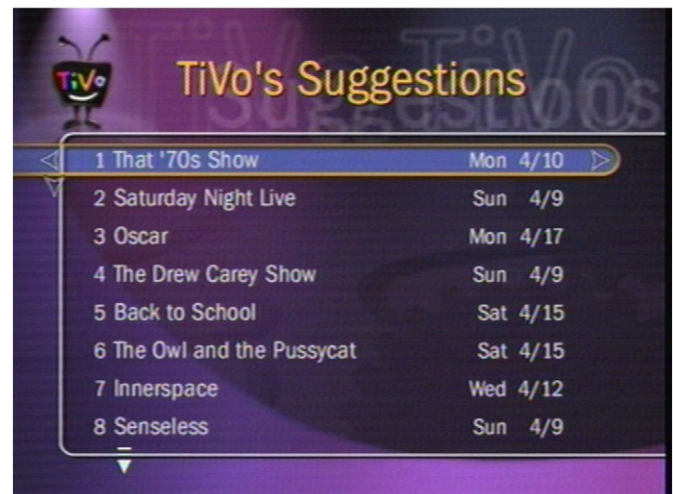 TiVo
TiVo's Suggestions
1 That '70s Show Mon 4/10
2 Saturday Night Live Sun 4/9
3 Oscar Mon 4/17
4 The Drew Carey Show Sun 4/9
5 Back to School Sat 4/15
6 The Owl and the Pussycat Sat 4/15
7 Innerspace Wed 4/12
8 Senseless Sun 4/9